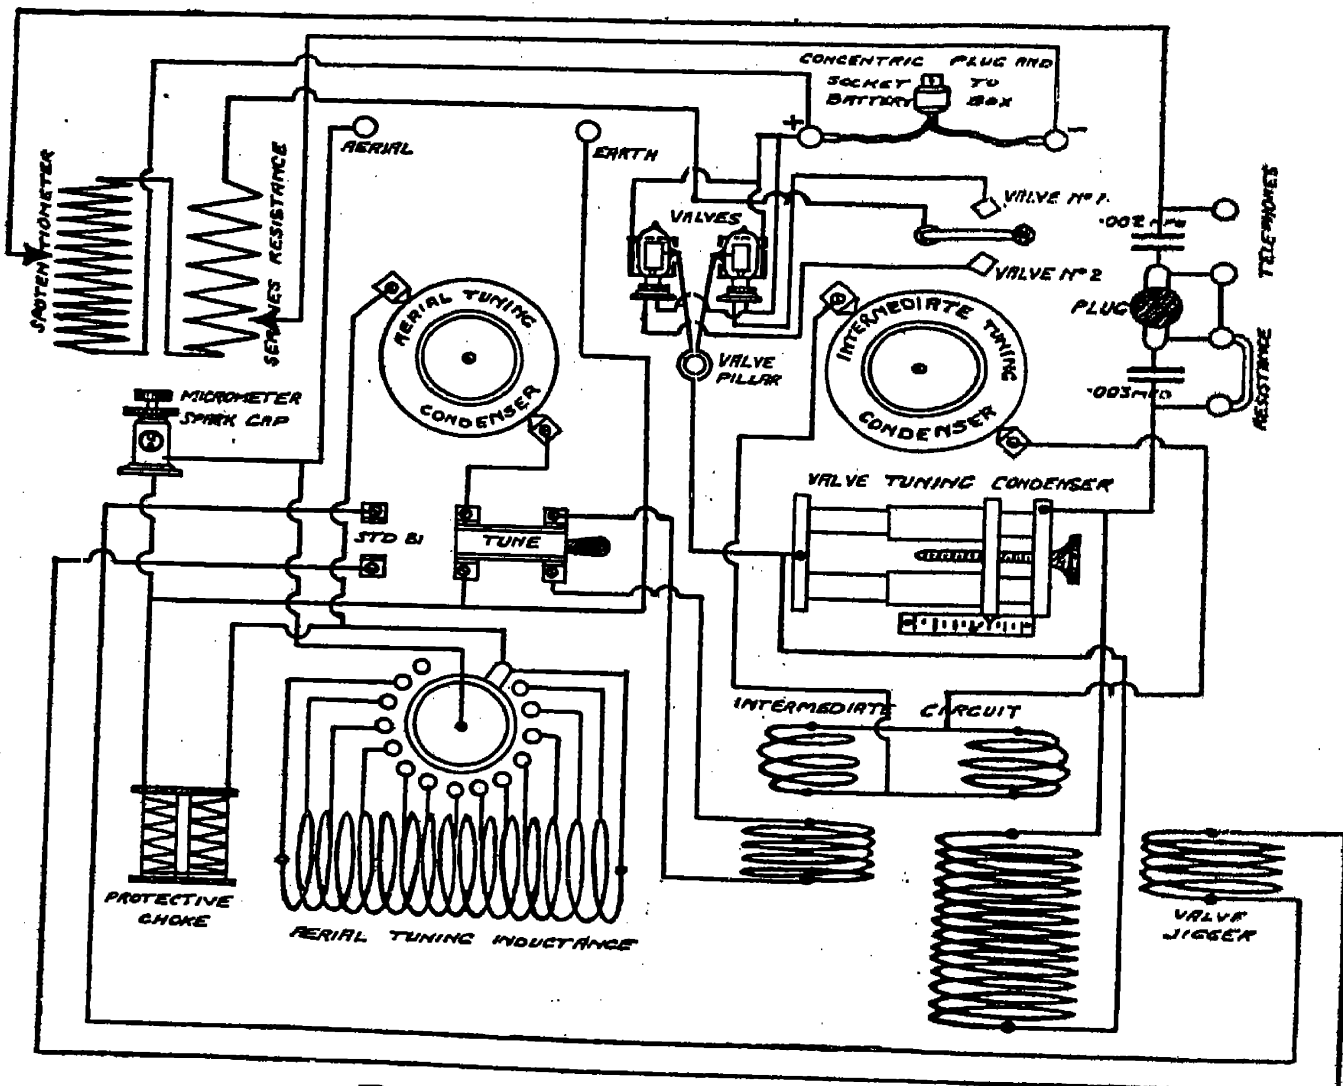 CONCENTRIC PLUG AND
SOCKET TO
BATTERY BOX
+
-
AERIAL
EARTH
POTENTIOMETER
SERIES RESISTANCE
VALVES
VALVE Nº 1
VALVE Nº 2
.002 MFD
TELEPHONES
PLUG
RESISTANCE
.003 MFD
AERIAL TUNING
CONDENSER
INTERMEDIATE TUNING
CONDENSER
VALVE
PILLAR
MICROMETER
SPARK GAP
VALVE TUNING CONDENSER
STD BI
TUNE
INTERMEDIATE CIRCUIT
PROTECTIVE
CHOKE
AERIAL TUNING INDUCTANCE
VALVE
JIGGER